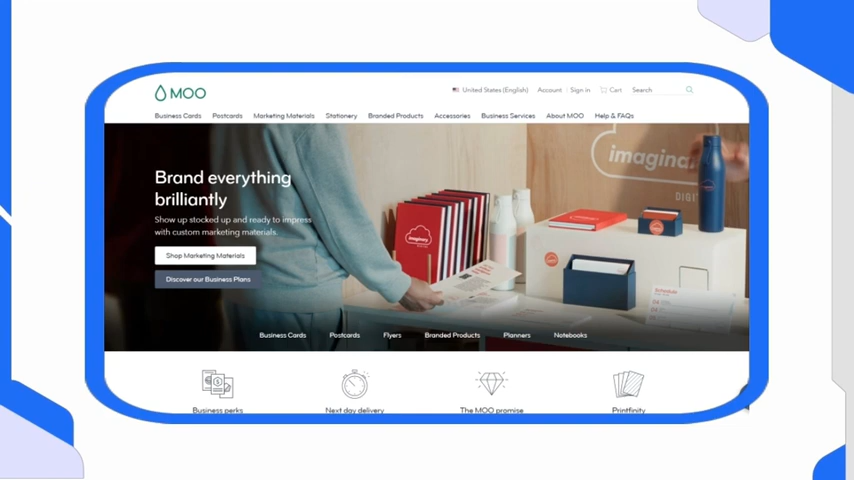 MOO
United States (English) Account Sign in Cart Search
Business Cards Postcards Marketing Materials Stationery Branded Products Accessories Business Services About MOO Help & FAQs
Brand everything
brilliantly
Show up stocked up and ready to impress
with custom marketing materials.
Shop Marketing Materials
Discover our Business Plans
imaginary
Business Cards Postcards Flyers Branded Products Planners Notebooks
Business perks Next day delivery The MOO promise Printfinity